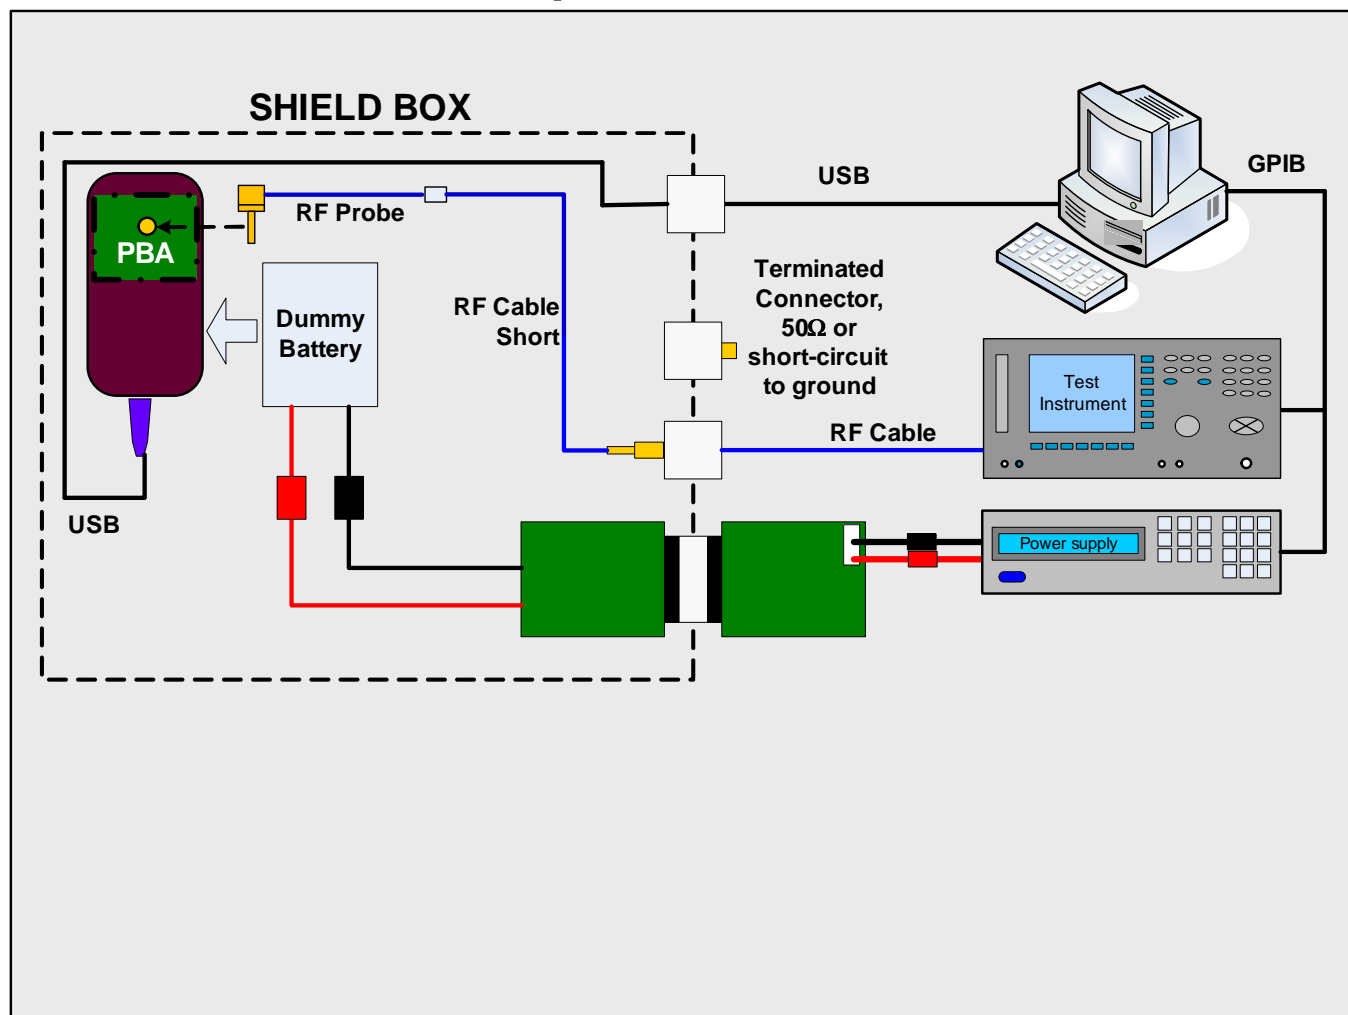 SHIELD BOX
USB
GPIB
RF Probe
PBA
Terminated
Connector,
50Ω or
short-circuit
to ground
RF Cable
Short
Dummy
Battery
Test
Instrument
RF Cable
USB
Power supply